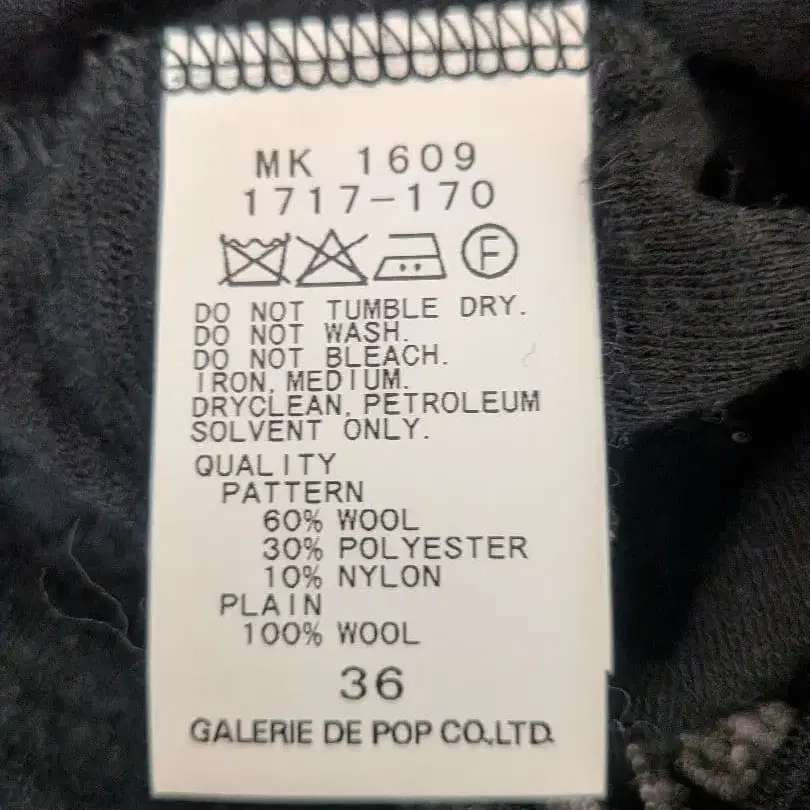 MK 1609
1717-170
F
DO NOT TUMBLE DRY.
DO NOT WASH.
DO NOT BLEACH.
IRON, MEDIUM.
DRYCLEAN, PETROLEUM
SOLVENT ONLY.
QUALITY
PATTERN
60% WOOL
30% POLYESTER
10% NYLON
PLAIN
100% WOOL
36
GALERIE DE POP CO.,LTD.